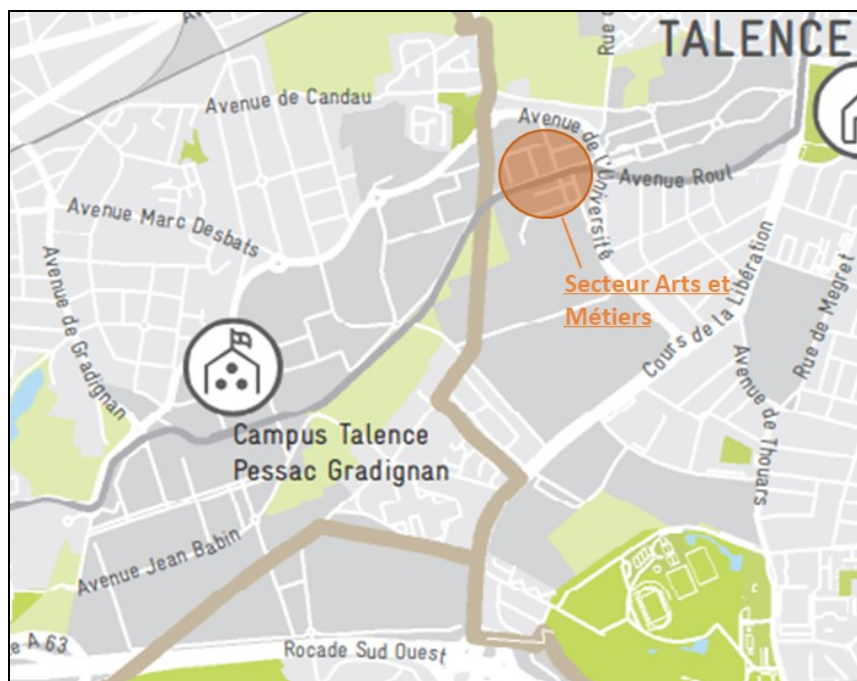 TALENCE
Rue d
Avenue de Candau
Avenue de l'Université
Avenue Roul
Avenue Marc Desbats
Secteur Arts et
Métiers
Cours de la Libération
Rue de Megret
Avenue de Gradignan
Avenue de Thouars
Campus Talence
Pessac Gradignan
Avenue Jean Babin
e A 63
Rocade Sud Ouest